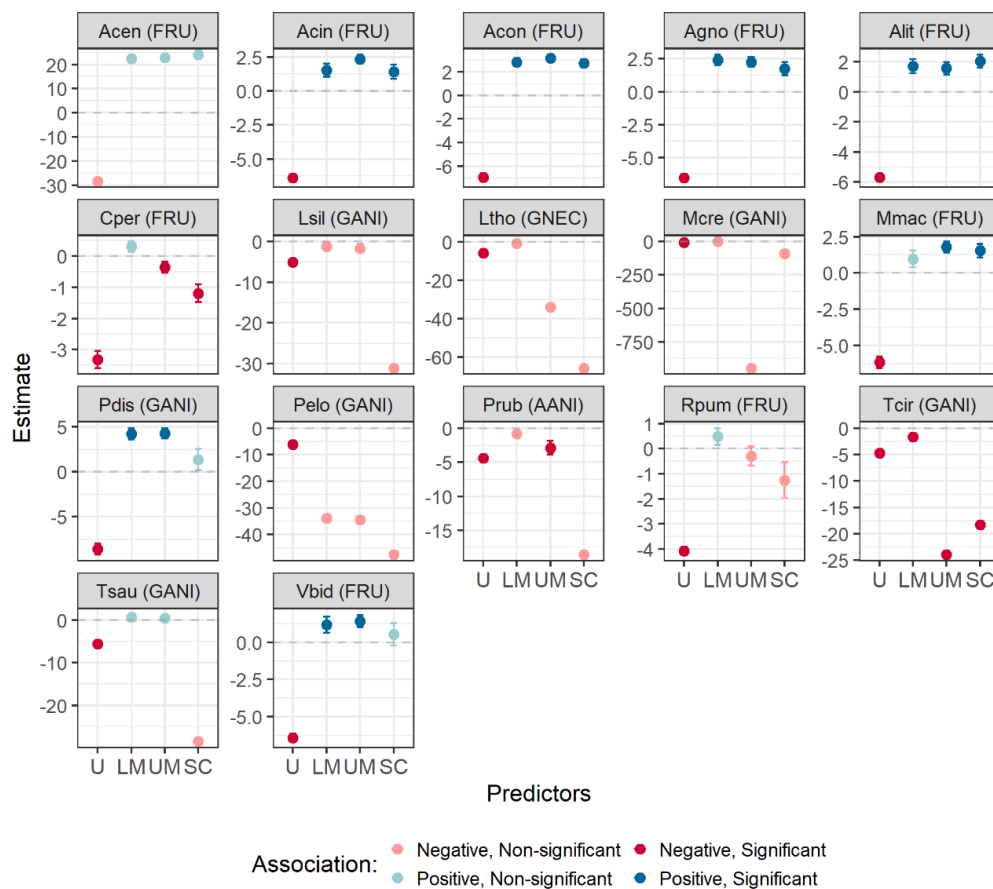 Acen (FRU) Acin (FRU) Acon (FRU) Agno (FRU) Alit (FRU)
20 10 0 -10 -20 -30
2.5 0.0 -2.5 -5.0
2 0 -2 -4 -6
2.5 0.0 -2.5 -5.0
2 0 -2 -4 -6
Cper (FRU) Lsil (GANI) Ltho (GNEC) Mcre (GANI) Mmac (FRU)
0 -1 -2 -3
0 -10 -20 -30
0 -20 -40 -60
0 -250 -500 -750
2.5 0.0 -2.5 -5.0
Estimate
Pdis (GANI) Pelo (GANI) Prub (AANI) Rpum (FRU) Tcir (GANI)
5 0 -5
0 -10 -20 -30 -40
0 -5 -10 -15
1 0 -1 -2 -3 -4
0 -5 -10 -15 -20 -25
U LM UM SC U LM UM SC U LM UM SC
Tsau (GANI) Vbid (FRU)
0 -10 -20
0.0 -2.5 -5.0
U LM UM SC U LM UM SC
Predictors
Association: Negative, Non-significant Negative, Significant
Positive, Non-significant Positive, Significant